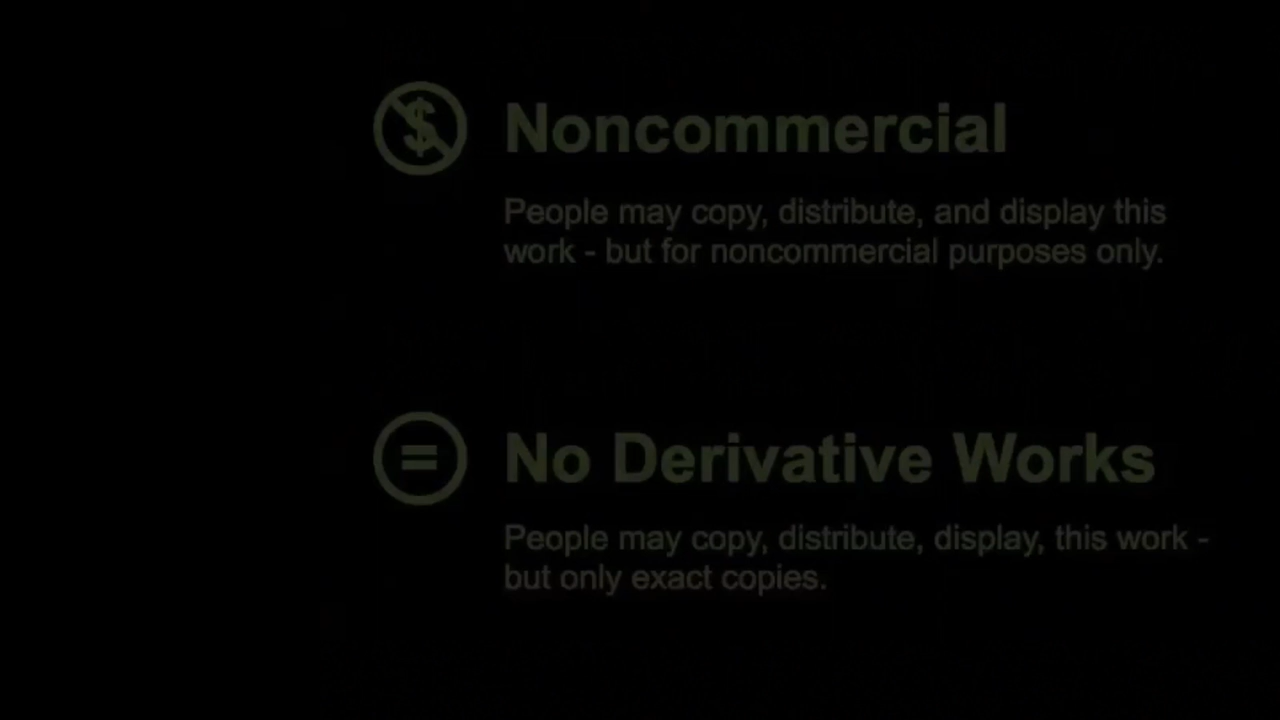 Noncommercial
People may copy, distribute, and display this
work - but for noncommercial purposes only.
No Derivative Works
People may copy, distribute, display, this work -
but only exact copies.